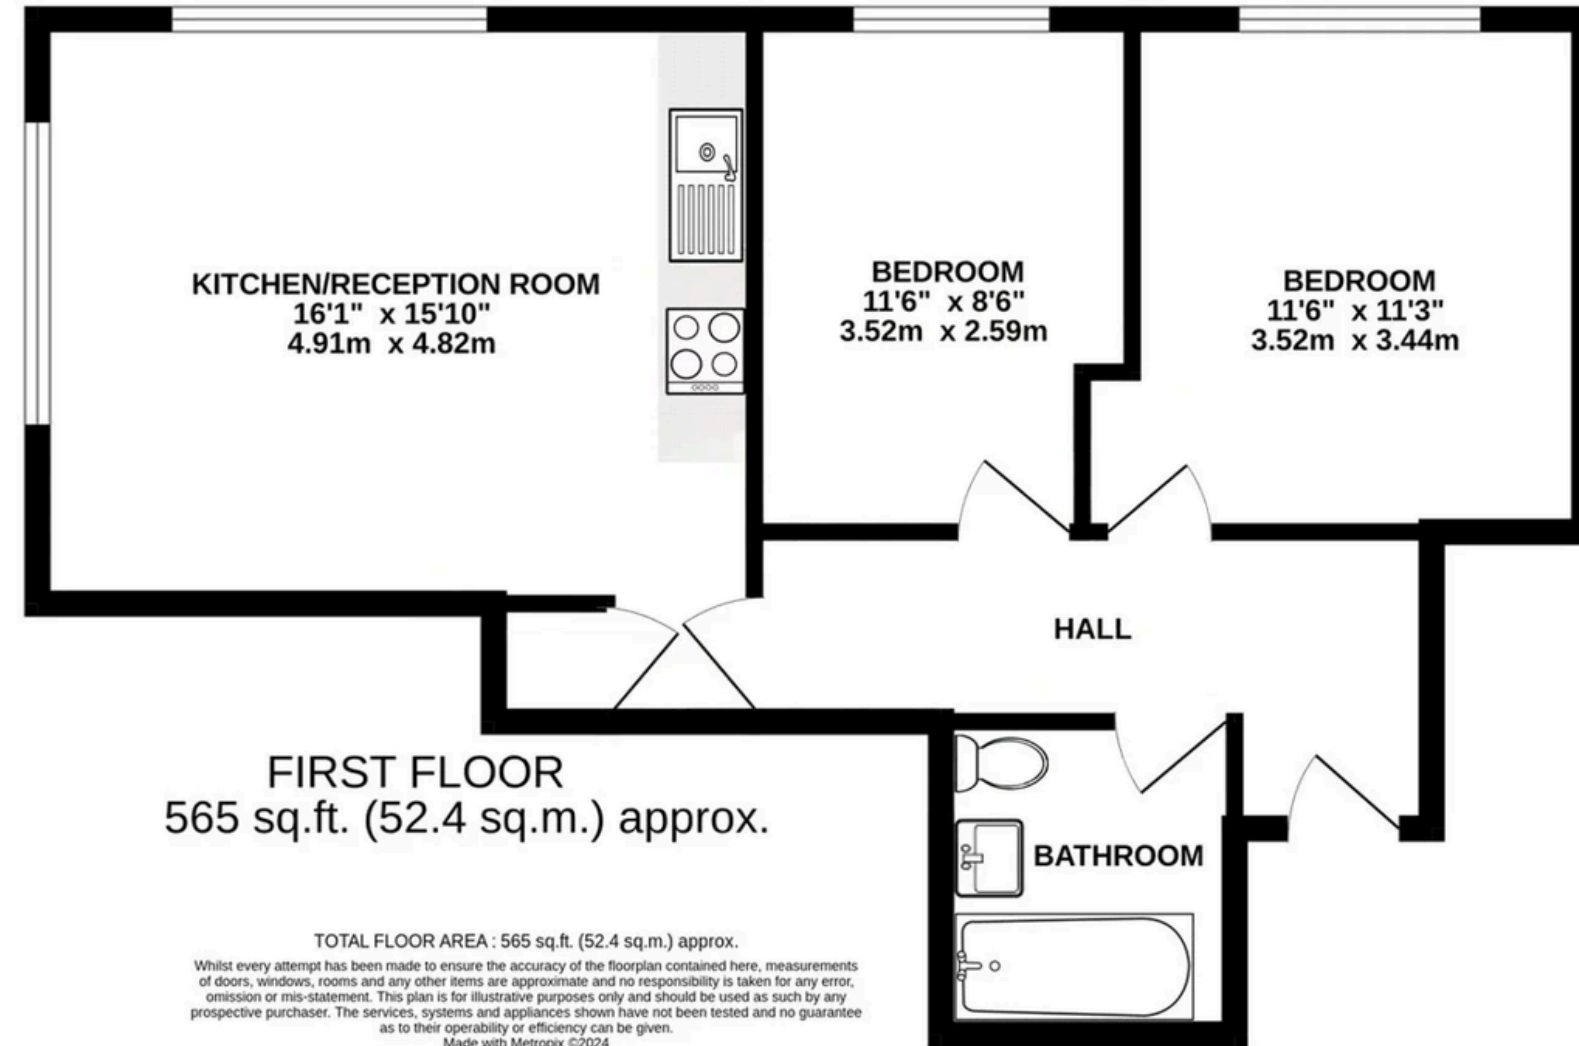 KITCHEN/RECEPTION ROOM
16'1" x 15'10"
4.91m x 4.82m
BEDROOM
11'6" x 8'6"
3.52m x 2.59m
BEDROOM
11'6" x 11'3"
3.52m x 3.44m
HALL
BATHROOM
FIRST FLOOR
565 sq.ft. (52.4 sq.m.) approx.
TOTAL FLOOR AREA : 565 sq.ft. (52.4 sq.m.) approx.
Whilst every attempt has been made to ensure the accuracy of the floorplan contained here, measurements
of doors, windows, rooms and any other items are approximate and no responsibility is taken for any error,
omission or mis-statement. This plan is for illustrative purposes only and should be used as such by any
prospective purchaser. The services, systems and appliances shown have not been tested and no guarantee
as to their operability or efficiency can be given.
Made with Metropix ©2024